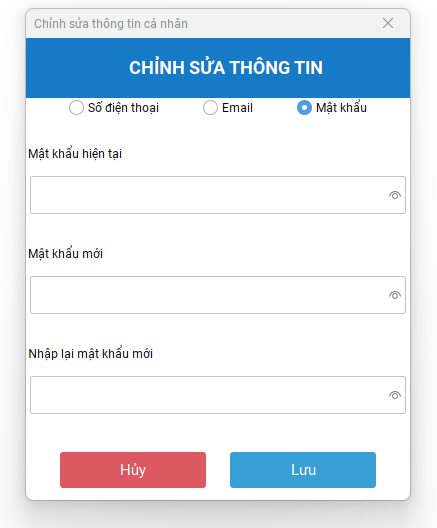 Chỉnh sửa thông tin cá nhân
CHỈNH SỬA THÔNG TIN
Số điện thoại Email Mật khẩu
Mật khẩu hiện tại
Mật khẩu mới
Nhập lại mật khẩu mới
Hủy Lưu